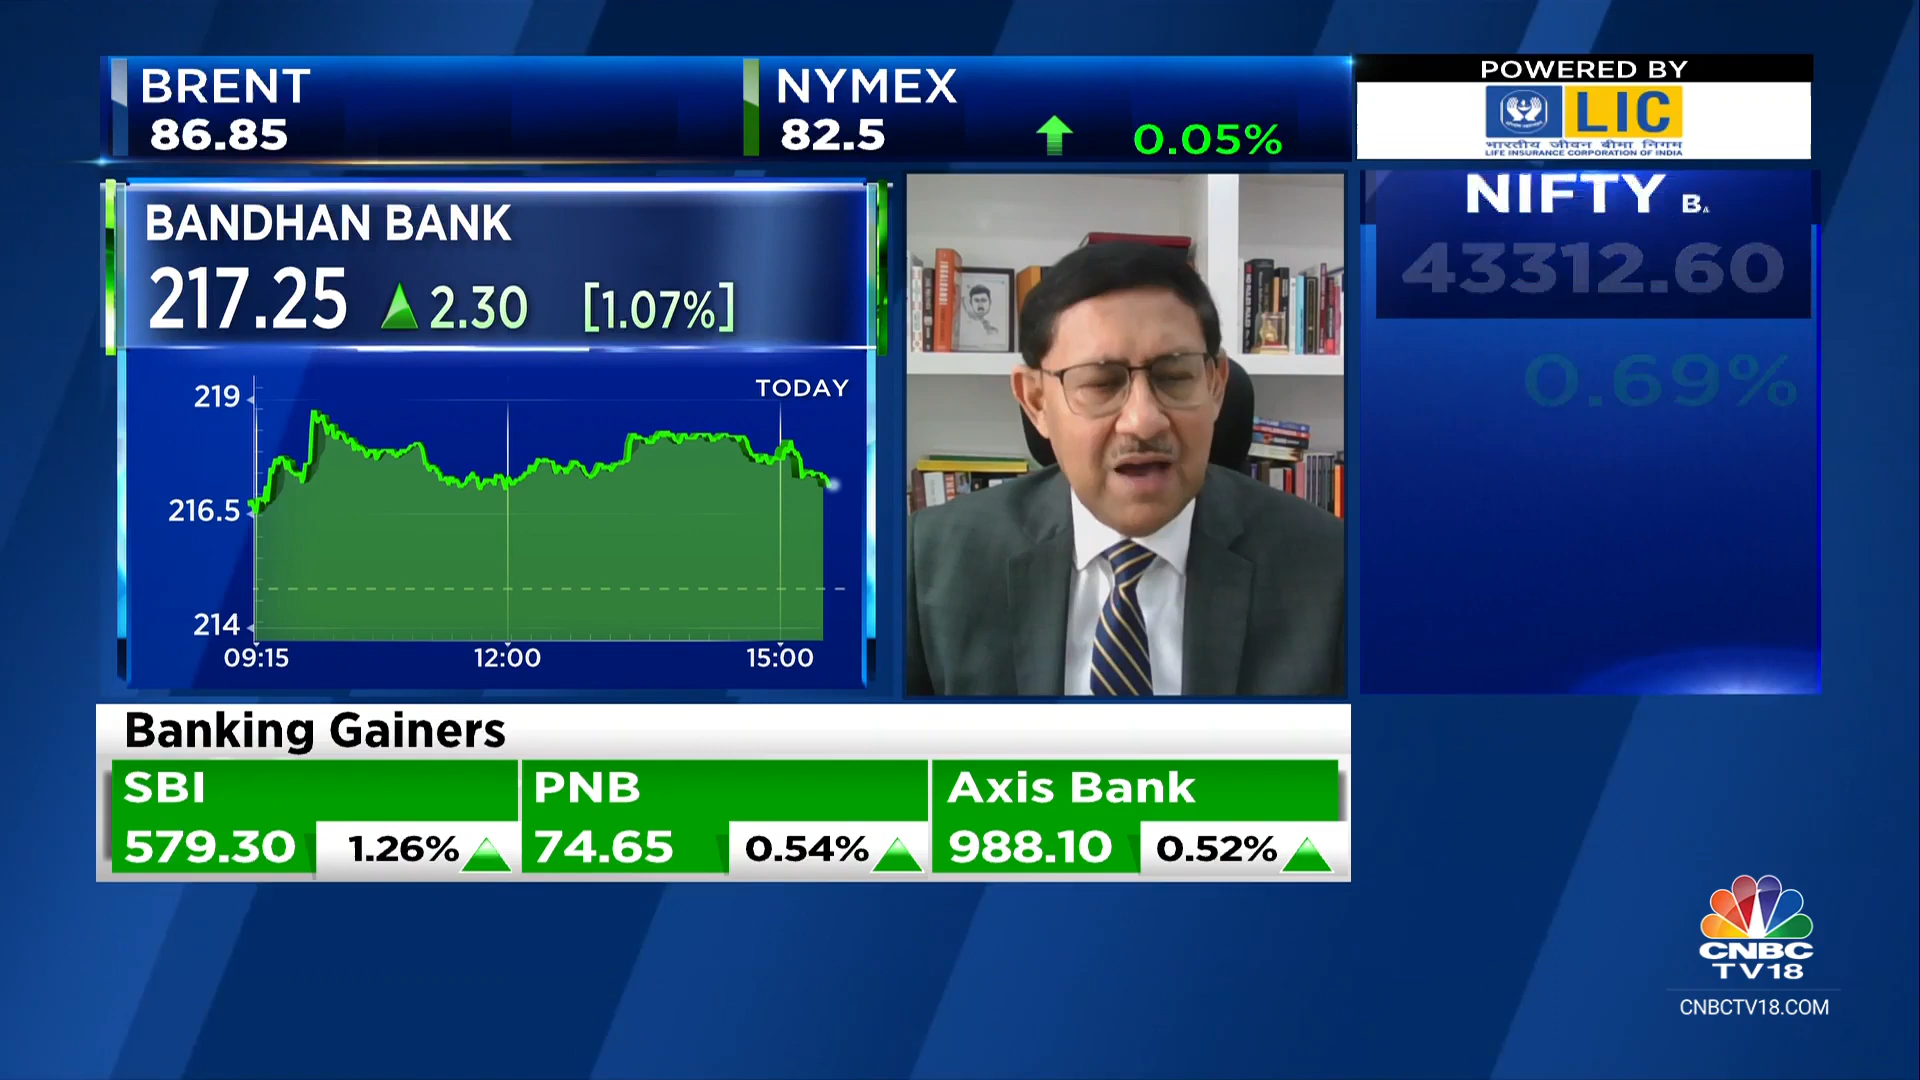 BRENT
86.85
NYMEX
82.5
0.05%
POWERED BY
LIC
भारतीय जीवन बीमा निगम
LIFE INSURANCE CORPORATION OF INDIA
BANDHAN BANK
217.25 ▲ 2.30 [1.07%]
TODAY
219
216.5
214
09:15 12:00 15:00
NIFTY
43312.60
0.69%
Banking Gainers
SBI
579.30 1.26%
PNB
74.65 0.54%
Axis Bank
988.10 0.52%
CNBC
TV18
CNBCTV18.COM